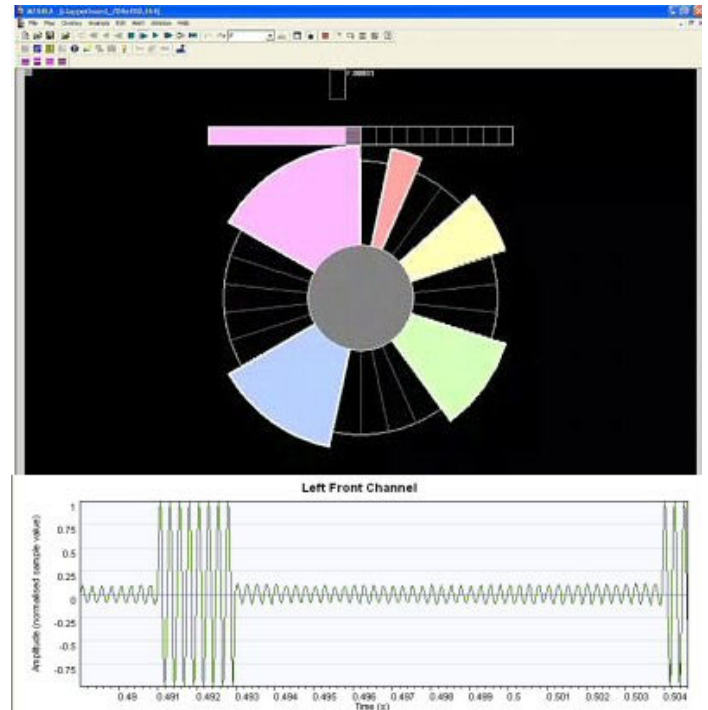 File Play Overlay Analysis Edit Window Help
Left Front Channel
Amplitude (normalised sample value)
1
0.75
0.5
0.25
0
-0.25
-0.5
-0.75
0.49 0.491 0.492 0.493 0.494 0.495 0.496 0.497 0.498 0.499 0.5 0.501 0.502 0.503 0.504
Time (s)